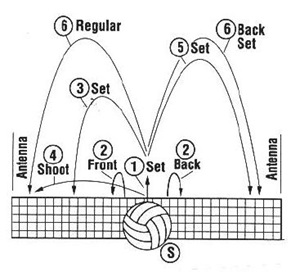 6 Regular
6 Back
Set
5 Set
3 Set
Antenna
4
Shoot
2
Front
1 Set
2
Back
Antenna
S